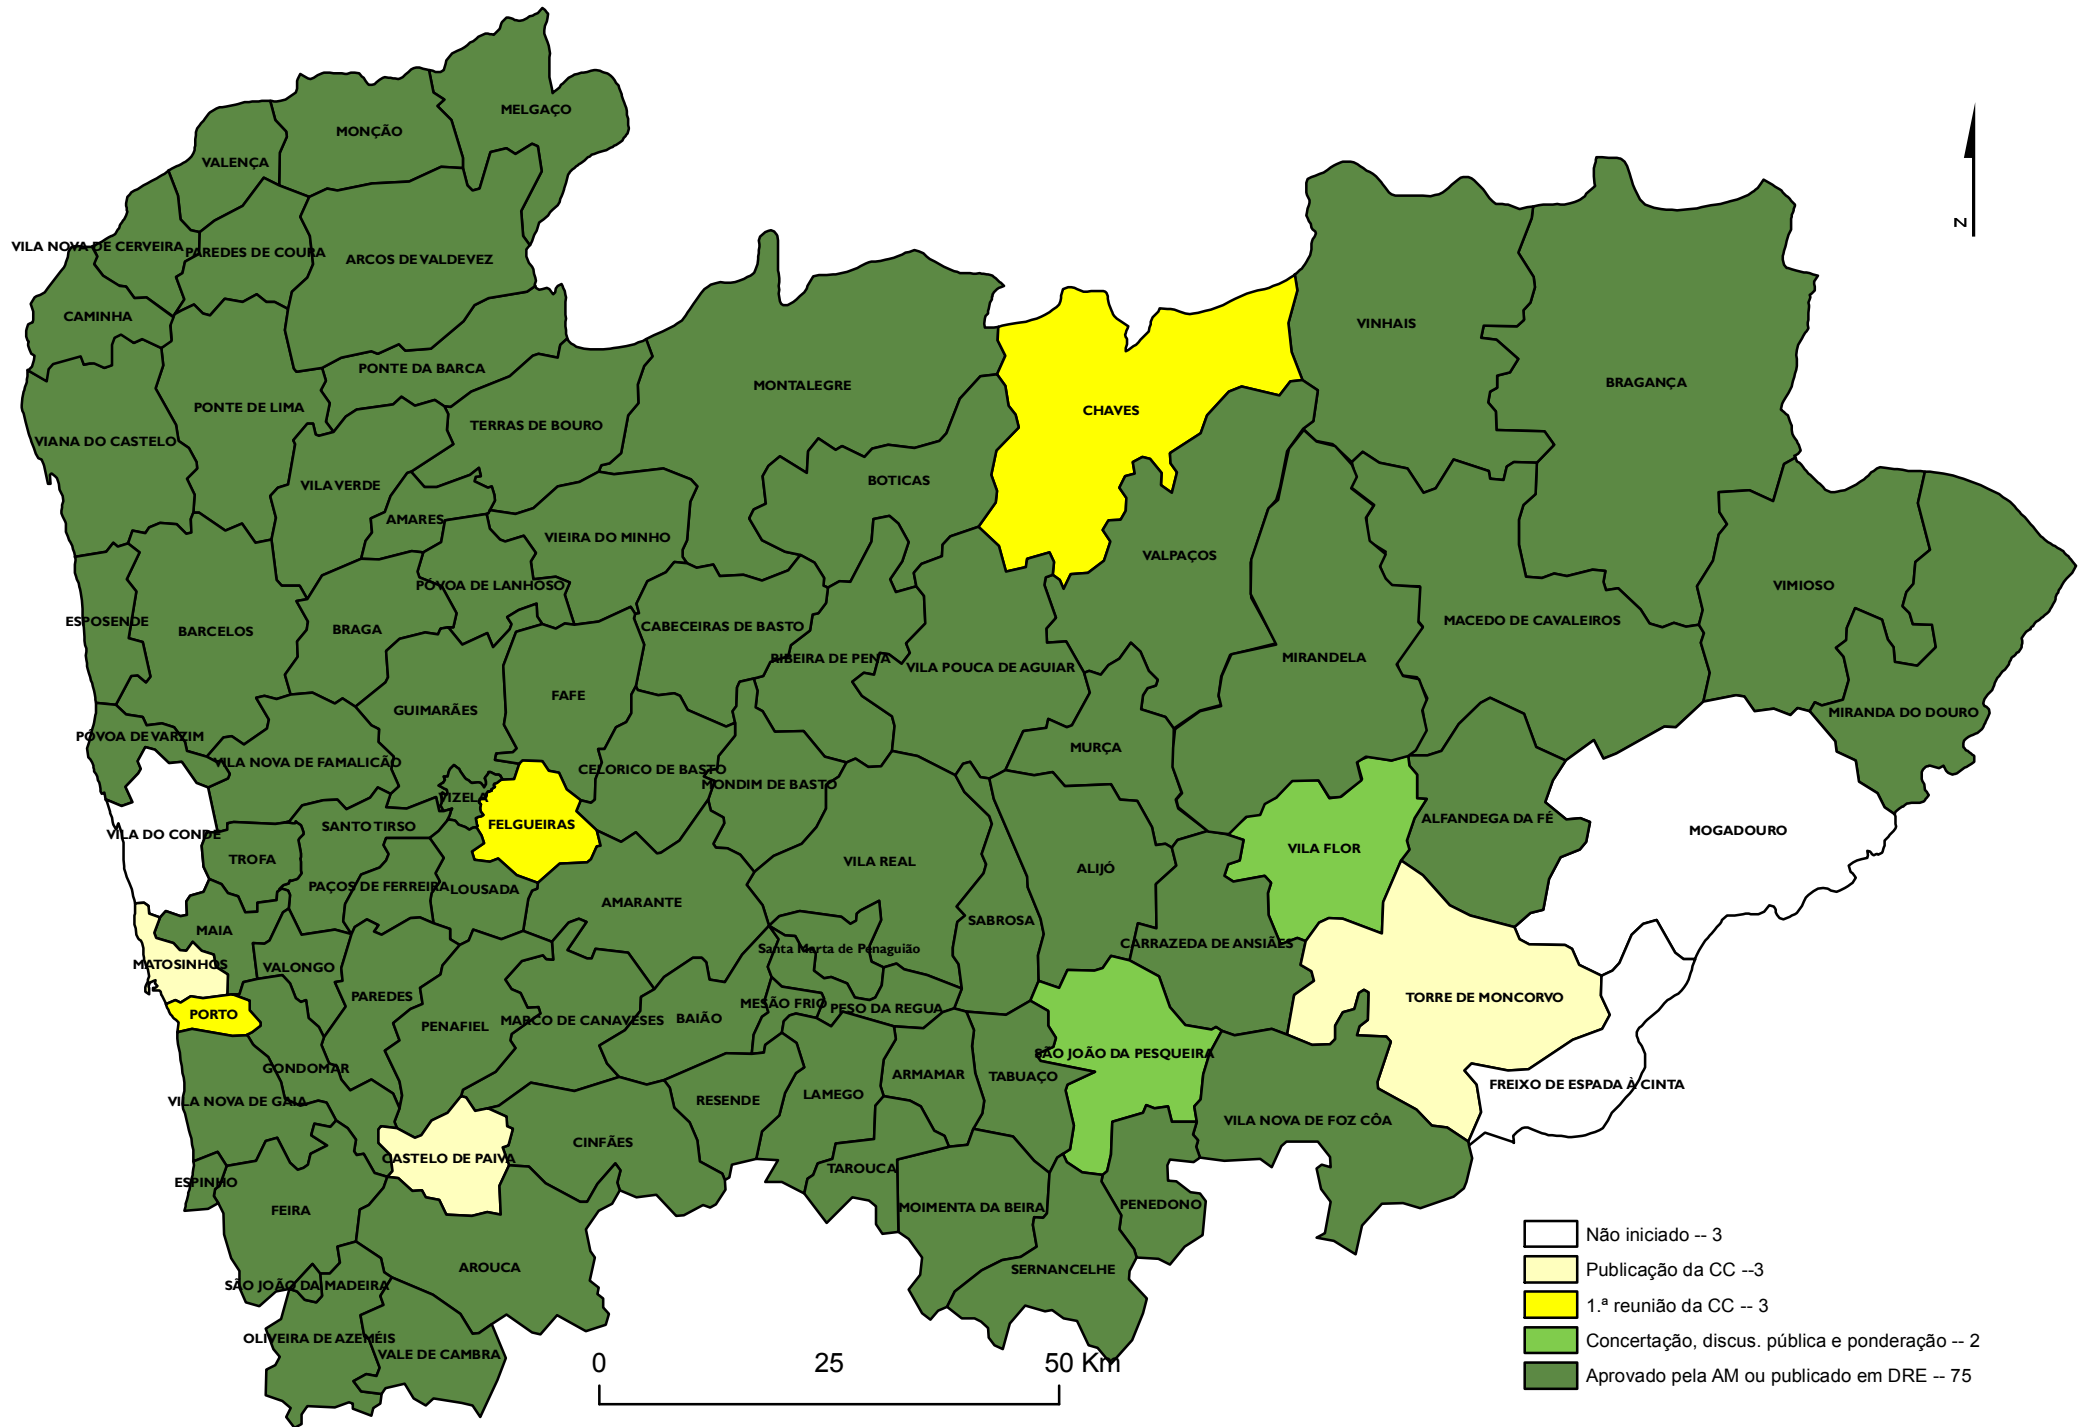 MELGAÇO
MONÇÃO
VALENÇA
VILA NOVA DE CERVEIRA
PAREDES DE COURA
ARCOS DE VALDEVEZ
N
CAMINHA
VINHAIS
PONTE DA BARCA
MONTALEGRE
BRAGANÇA
PONTE DE LIMA
CHAVES
TERRAS DE BOURO
VIANA DO CASTELO
VILA VERDE
BOTICAS
AMARES
VIEIRA DO MINHO
VALPAÇOS
PÓVOA DE LANHOSO
VIMIOSO
ESPOSENDE
BARCELOS
BRAGA
CABECEIRAS DE BASTO
MACEDO DE CAVALEIROS
RIBEIRA DE PENA
VILA POUCA DE AGUIAR
MIRANDELA
FAFE
GUIMARÃES
MIRANDA DO DOURO
PÓVOA DE VARZIM
MURÇA
VILA NOVA DE FAMALICÃO
CELORICO DE BASTO
MONDIM DE BASTO
VIZELA
SANTO TIRSO
FELGUEIRAS
ALFANDEGA DA FÉ
MOGADOURO
VILA DO CONDE
VILA FLOR
TROFA
VILA REAL
ALIJÓ
PAÇOS DE FERREIRA
LOUSADA
AMARANTE
SABROSA
MAIA
CARRAZEDA DE ANSIÃES
Santa Marta de Penaguião
MATOSINHOS
VALONGO
PAREDES
TORRE DE MONCORVO
MESÃO FRIO
PESO DA REGUA
PORTO
PENAFIEL
MARCO DE CANAVESES
BAIÃO
SÃO JOÃO DA PESQUEIRA
GONDOMAR
ARMAMAR
TABUAÇO
FREIXO DE ESPADA À CINTA
VILA NOVA DE GAIA
RESENDE
LAMEGO
VILA NOVA DE FOZ CÔA
CINFÃES
CASTELO DE PAIVA
TAROUCA
ESPINHO
FEIRA
MOIMENTA DA BEIRA
PENEDONO
AROUCA
SERNANCELHE
SÃO JOÃO DA MADEIRA
OLIVEIRA DE AZEMÉIS
VALE DE CAMBRA
0 25 50 Km
Não iniciado -- 3
Publicação da CC --3
1.ª reunião da CC -- 3
Concertação, discus. pública e ponderação -- 2
Aprovado pela AM ou publicado em DRE -- 75